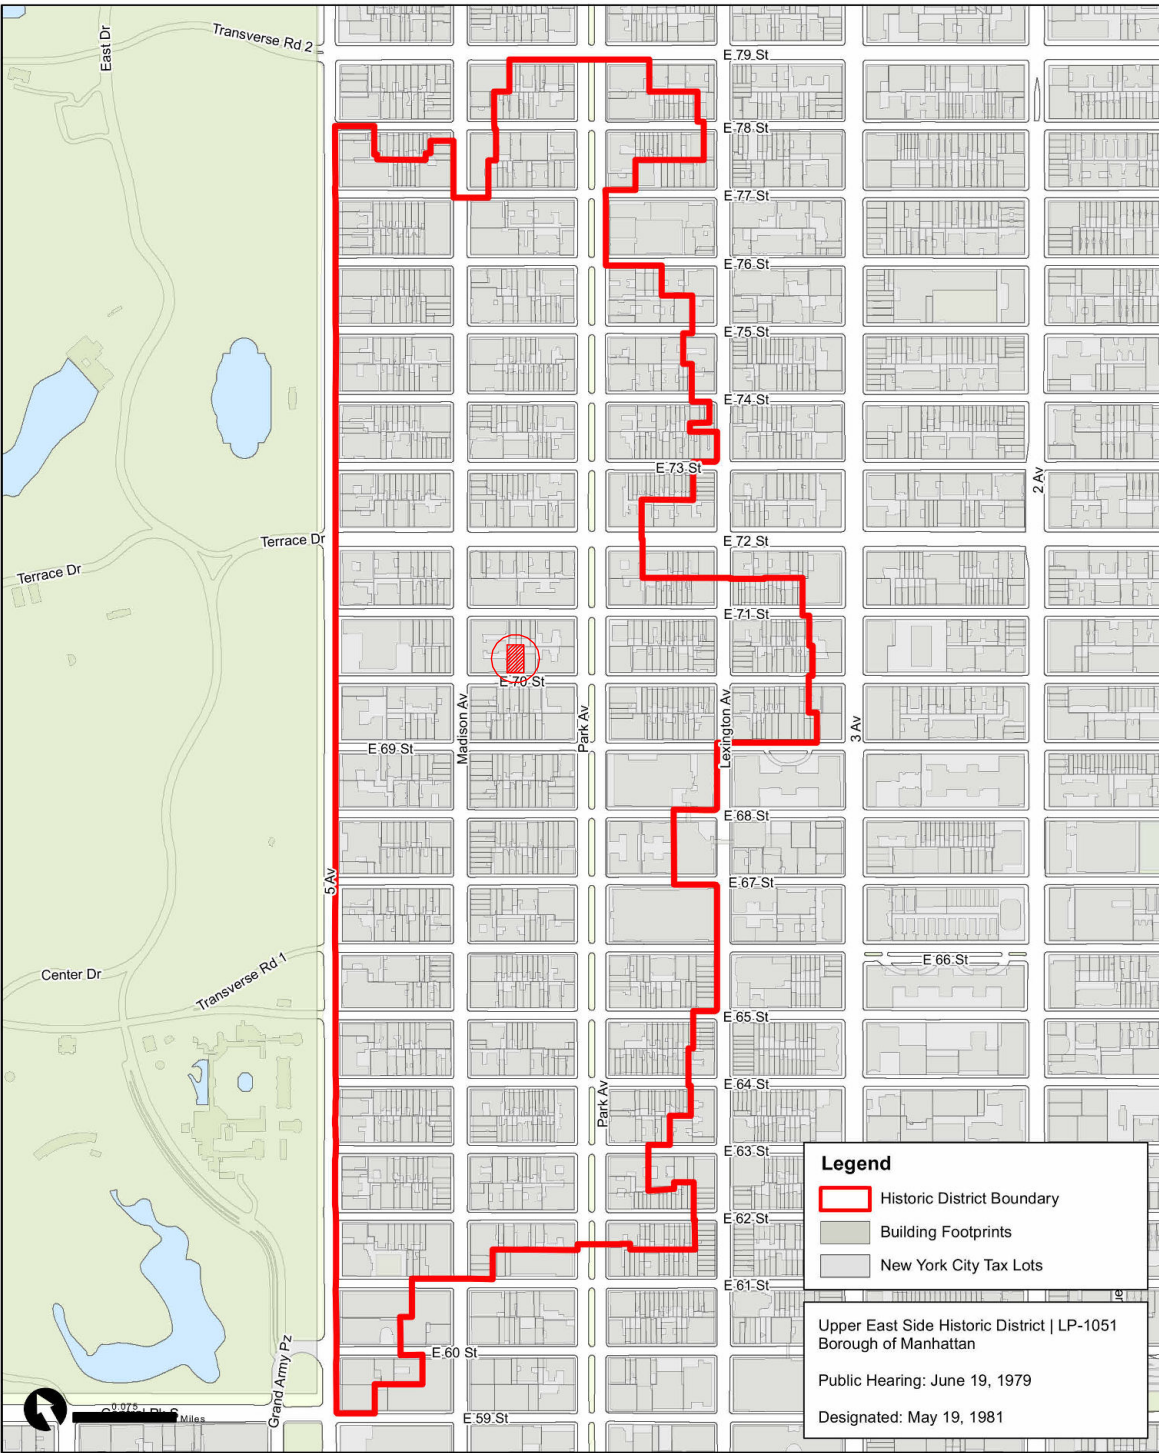 East Dr
Transverse Rd 2
E 79 St
E 78 St
E 77 St
E 76 St
E 75 St
E 74 St
E 73 St
2 Av
Terrace Dr
E 72 St
Terrace Dr
E 71 St
E 70 St
Madison Av
Park Av
Lexington Av
3 Av
E 69 St
E 68 St
5 Av
E 67 St
Center Dr
Transverse Rd 1
E 66 St
E 65 St
E 64 St
Park Av
E 63 St
E 62 St
E 61 St
E 60 St
Grand Army Pz
E 59 St
0.075
Miles
Legend
Historic District Boundary
Building Footprints
New York City Tax Lots
Upper East Side Historic District | LP-1051
Borough of Manhattan
Public Hearing: June 19, 1979
Designated: May 19, 1981